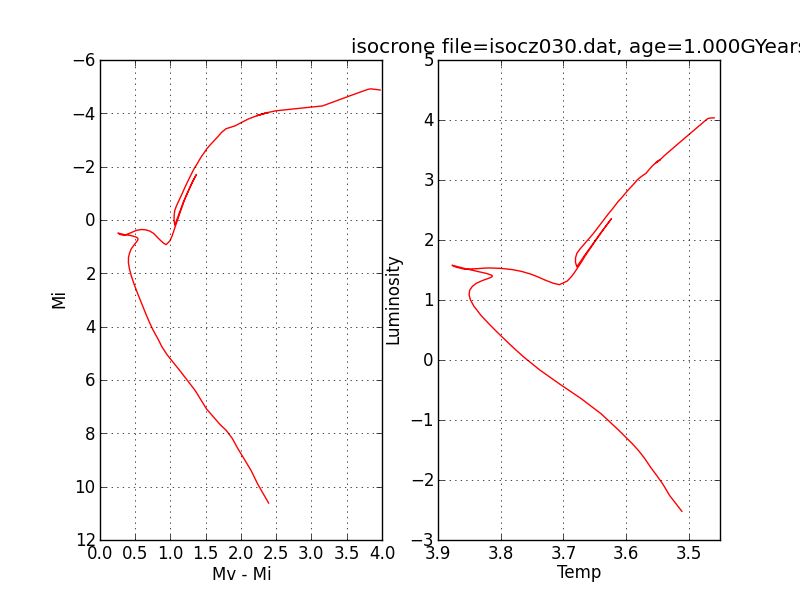 isocrone file=isocz030.dat, age=1.000GYears
−6
−4
−2
0
2
4
6
8
10
12
0.0 0.5 1.0 1.5 2.0 2.5 3.0 3.5 4.0
Mv - Mi
Mi
5
4
3
2
1
0
−1
−2
−3
3.9 3.8 3.7 3.6 3.5
Temp
Luminosity